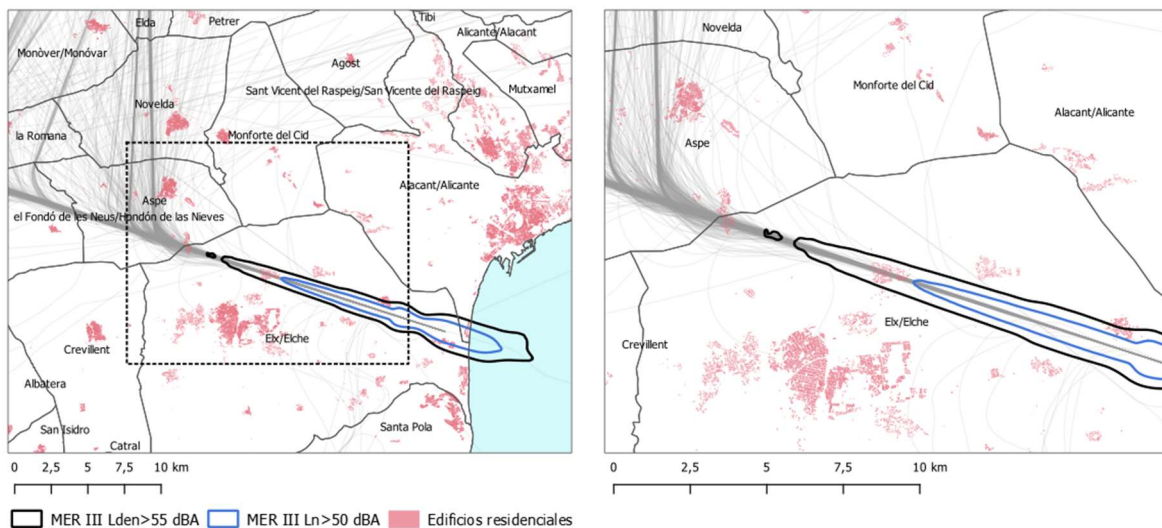 Elda
Petrer
Tibi
Alicante/Alacant
Monòver/Monóvar
Agost
Mutxamel
Sant Vicent del Raspeig/San Vicente del Raspeig
Novelda
la Romana
Monforte del Cid
Aspe
Alacant/Alicante
el Fondó de les Neus/Hondón de las Nieves
Elx/Elche
Crevillent
Albatera
San Isidro
Santa Pola
Catral
0 2,5 5 7,5 10 km
Novelda
Monforte del Cid
Alacant/Alicante
Aspe
Elx/Elche
Crevillent
0 2,5 5 7,5 10 km
MER III Lden>55 dBA MER III Ln>50 dBA Edificios residenciales